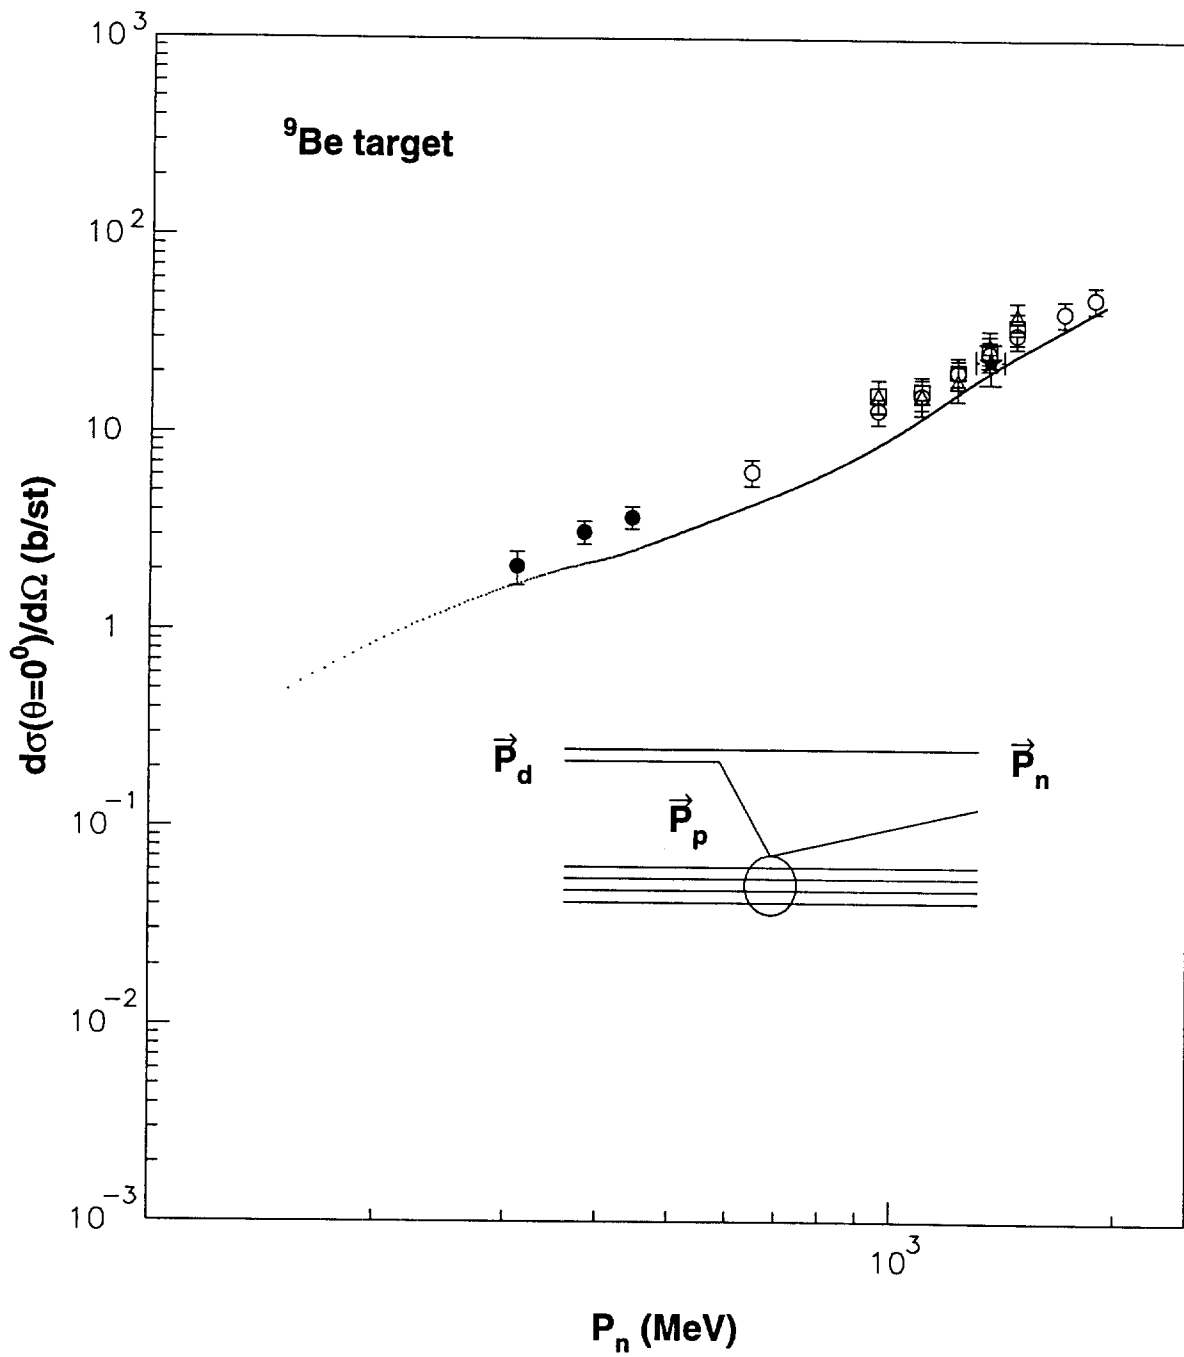 10³
⁹Be target
10²
10
dσ(θ=0⁰)/dΩ (b/st)
1
P⃗d
P⃗n
10⁻¹
P⃗p
10⁻²
10⁻³
10³
Pn (MeV)